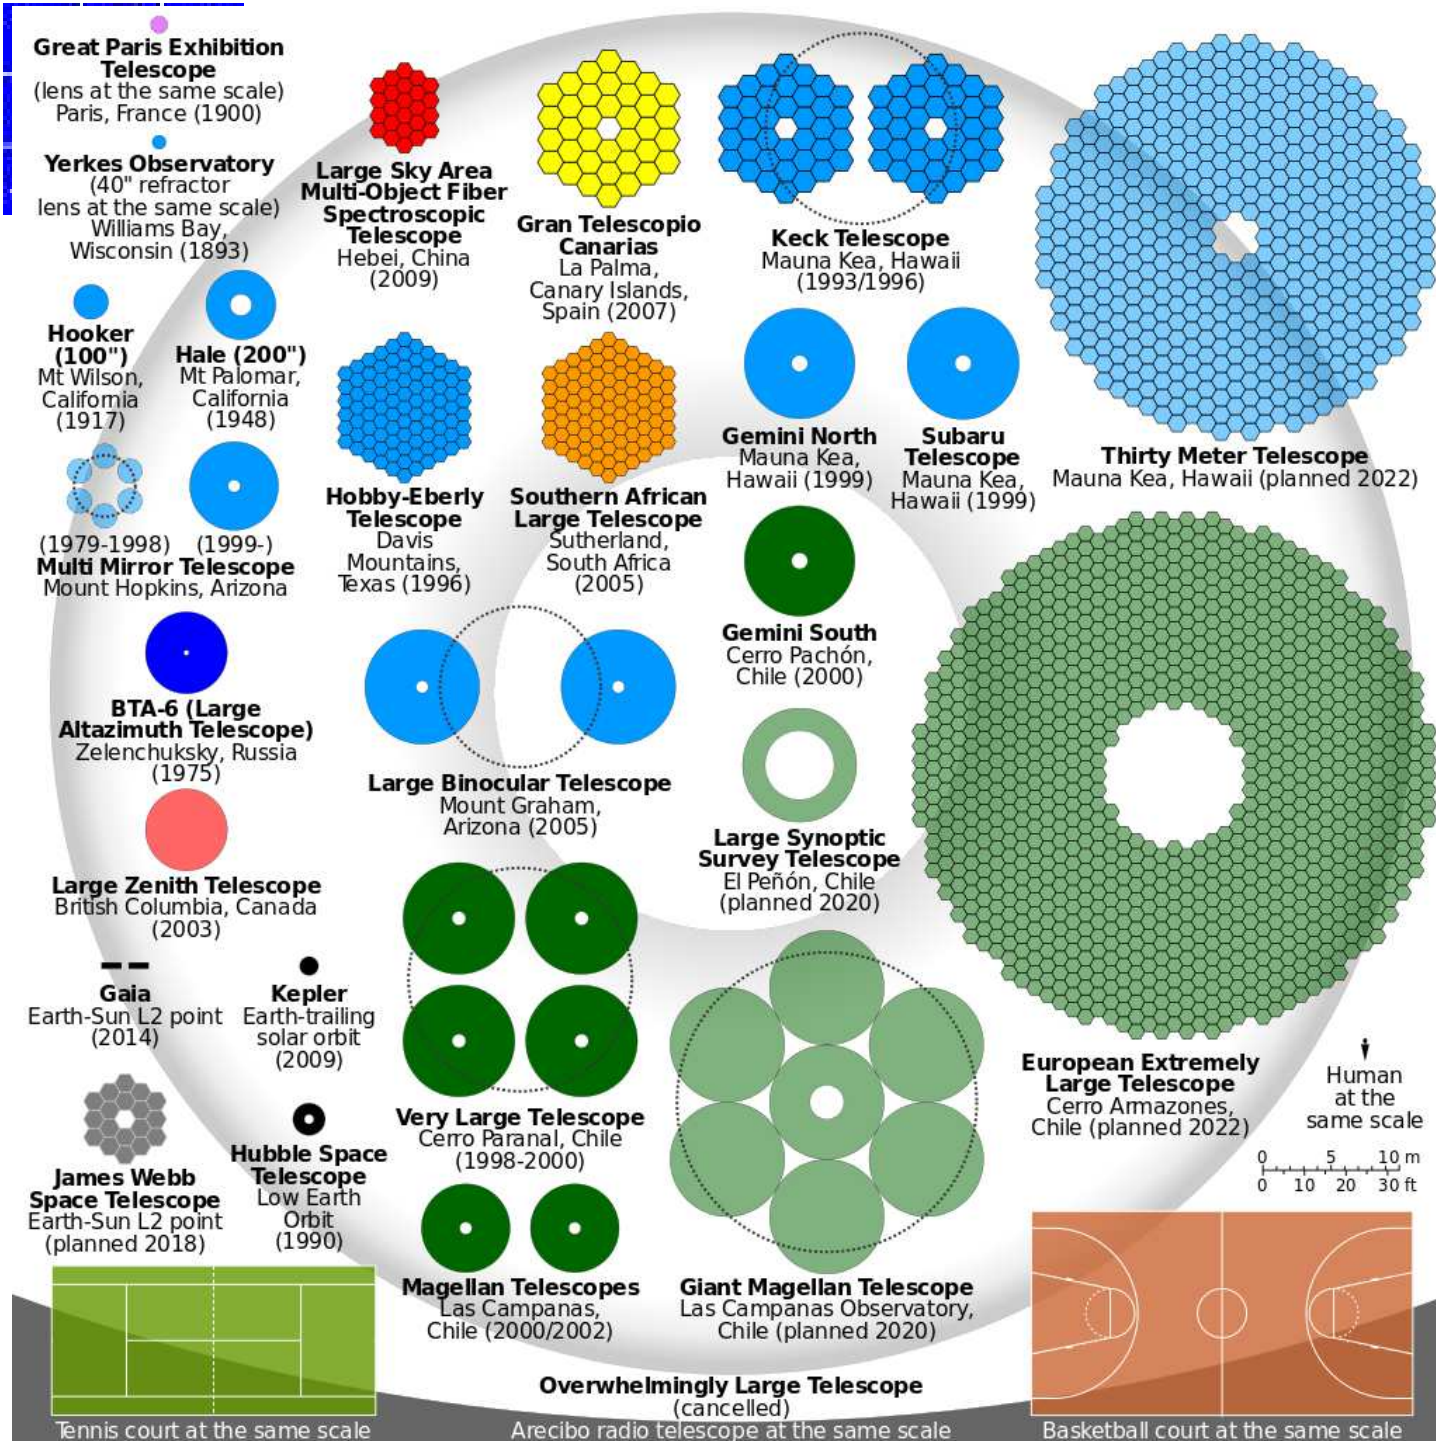 Great Paris Exhibition
Telescope
(lens at the same scale)
Paris, France (1900)
Yerkes Observatory
(40" refractor
lens at the same scale)
Williams Bay,
Wisconsin (1893)
Hooker
(100")
Mt Wilson,
California
(1917)
Hale (200")
Mt Palomar,
California
(1948)
(1979-1998) (1999-)
Multi Mirror Telescope
Mount Hopkins, Arizona
BTA-6 (Large
Altazimuth Telescope)
Zelenchuksky, Russia
(1975)
Large Zenith Telescope
British Columbia, Canada
(2003)
Gaia
Earth-Sun L2 point
(2014)
Kepler
Earth-trailing
solar orbit
(2009)
James Webb
Space Telescope
Earth-Sun L2 point
(planned 2018)
Hubble Space
Telescope
Low Earth
Orbit
(1990)
Large Sky Area
Multi-Object Fiber
Spectroscopic
Telescope
Hebei, China
(2009)
Gran Telescopio
Canarias
La Palma,
Canary Islands,
Spain (2007)
Keck Telescope
Mauna Kea, Hawaii
(1993/1996)
Hobby-Eberly
Telescope
Davis
Mountains,
Texas (1996)
Southern African
Large Telescope
Sutherland,
South Africa
(2005)
Gemini North
Mauna Kea,
Hawaii (1999)
Subaru
Telescope
Mauna Kea,
Hawaii (1999)
Thirty Meter Telescope
Mauna Kea, Hawaii (planned 2022)
Gemini South
Cerro Pachón,
Chile (2000)
Large Binocular Telescope
Mount Graham,
Arizona (2005)
Large Synoptic
Survey Telescope
El Peñón, Chile
(planned 2020)
Very Large Telescope
Cerro Paranal, Chile
(1998-2000)
Magellan Telescopes
Las Campanas,
Chile (2000/2002)
Giant Magellan Telescope
Las Campanas Observatory,
Chile (planned 2020)
European Extremely
Large Telescope
Cerro Armazones,
Chile (planned 2022)
Human
at the
same scale
0 5 10 m
0 10 20 30 ft
Overwhelmingly Large Telescope
(cancelled)
Tennis court at the same scale
Arecibo radio telescope at the same scale
Basketball court at the same scale